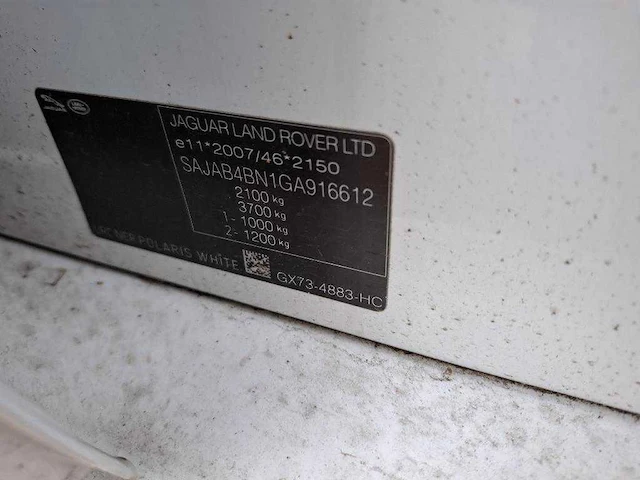 JAGUAR LAND ROVER LTD
e11*2007/46*2150
SAJAB4BN1GA916612
2100 kg
3700 kg
1- 1000 kg
2- 1200 kg
NER POLARIS WHITE
GX73-4883-HC